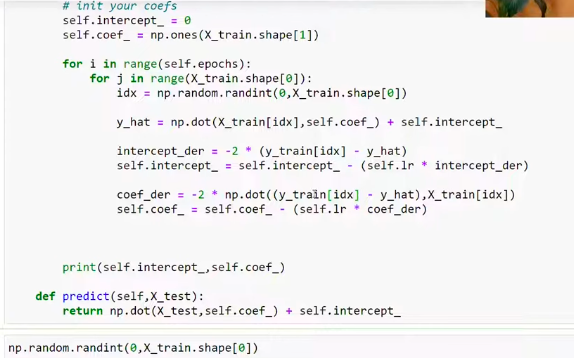 # init your coefs
self.intercept_ = 0
self.coef_ = np.ones(X_train.shape[1])
for i in range(self.epochs):
for j in range(X_train.shape[0]):
idx = np.random.randint(0,X_train.shape[0])
y_hat = np.dot(X_train[idx],self.coef_) + self.intercept_
intercept_der = -2 * (y_train[idx] - y_hat)
self.intercept_ = self.intercept_ - (self.lr * intercept_der)
coef_der = -2 * np.dot((y_train[idx] - y_hat),X_train[idx])
self.coef_ = self.coef_ - (self.lr * coef_der)
print(self.intercept_,self.coef_)
def predict(self,X_test):
return np.dot(X_test,self.coef_) + self.intercept_
np.random.randint(0,X_train.shape[0])